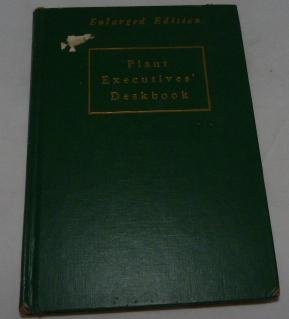 Enlarged Edition
Plant
Executives'
Deskbook